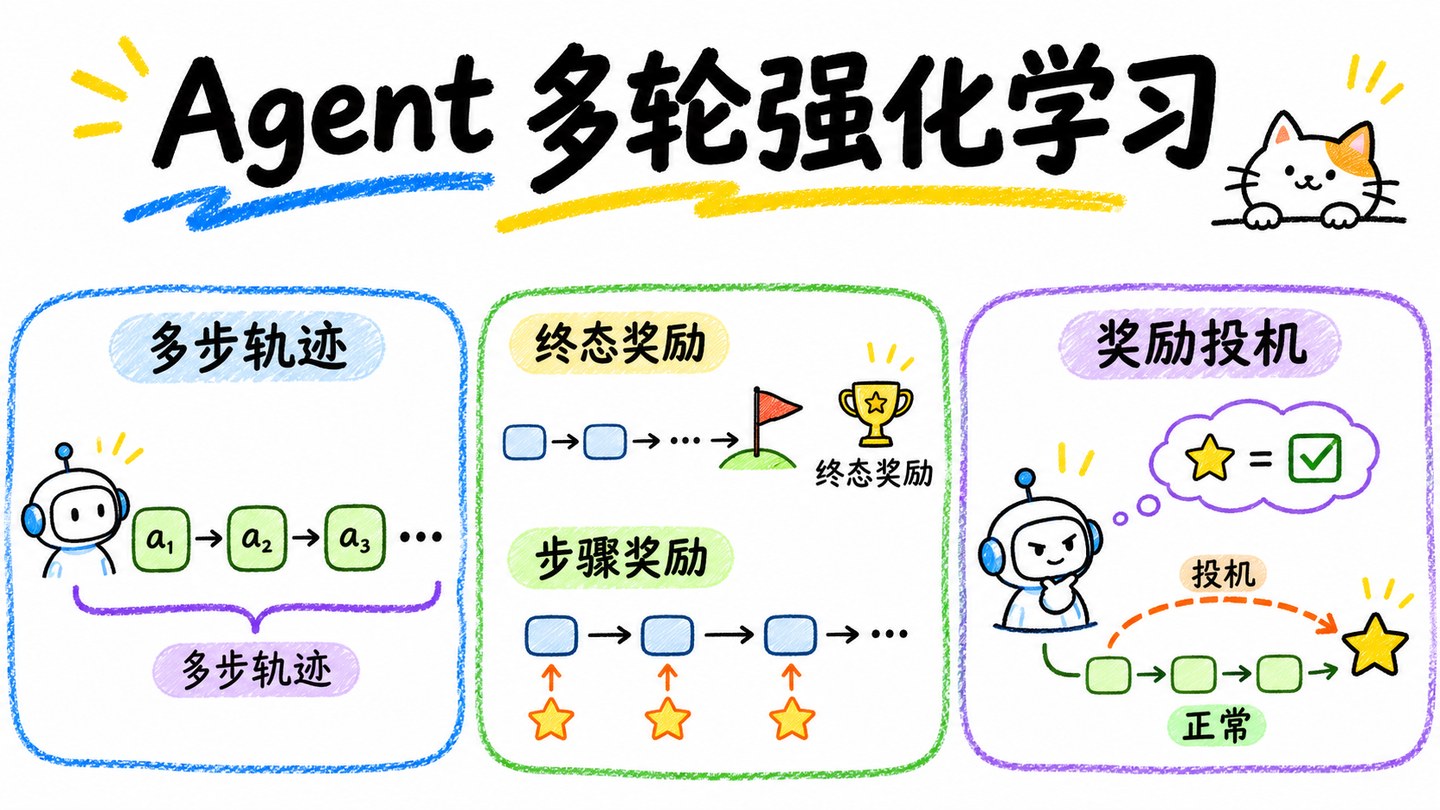 Agent 多轮强化学习
多步轨迹
a₁ → a₂ → a₃ → •••
多步轨迹
终态奖励
•••
终态奖励
步骤奖励
•••
奖励投机
=
投机
正常